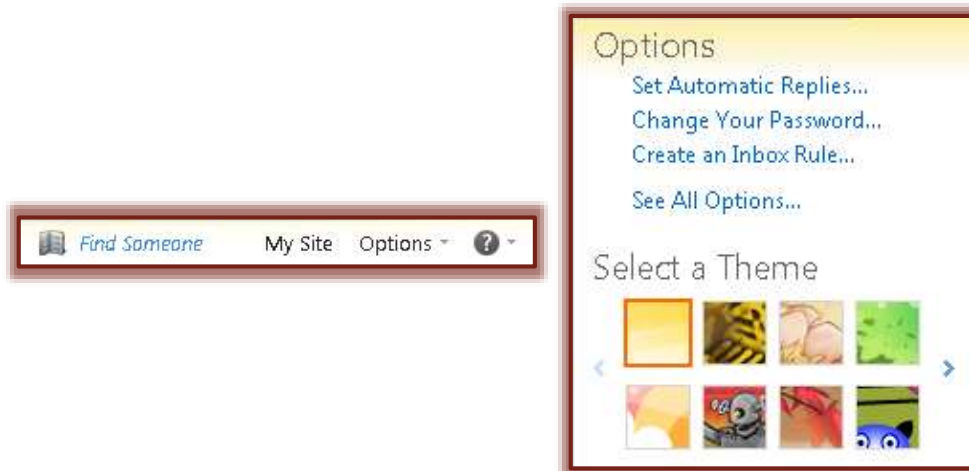 Find Someone My Site Options ?
Options
Set Automatic Replies...
Change Your Password...
Create an Inbox Rule...
See All Options...
Select a Theme